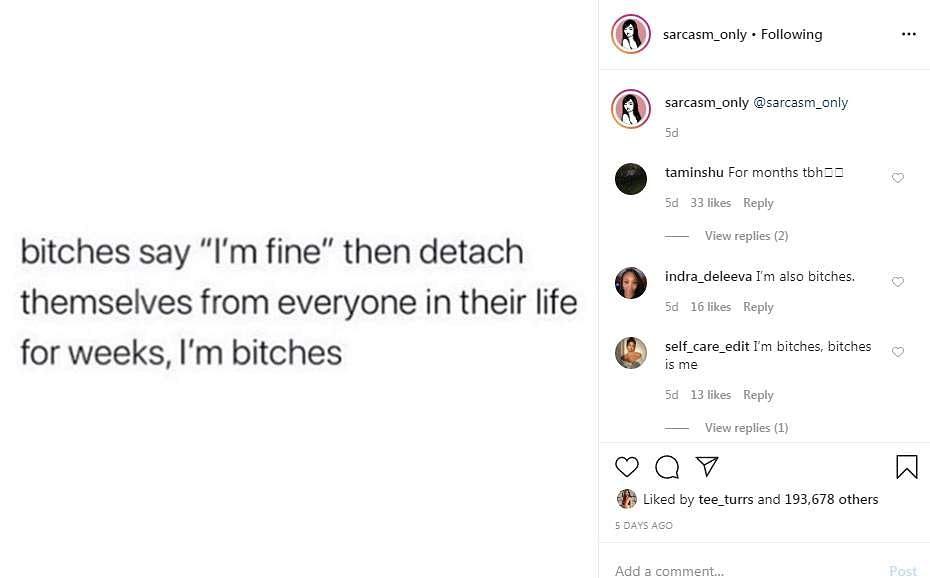 bitches say “I’m fine” then detach
themselves from everyone in their life
for weeks, I’m bitches
sarcasm_only • Following
sarcasm_only @sarcasm_only
5d
taminshu For months tbh□□
5d 33 likes Reply
View replies (2)
indra_deleeva I'm also bitches.
5d 16 likes Reply
self_care_edit I'm bitches, bitches
is me
5d 13 likes Reply
View replies (1)
Liked by tee_turrs and 193,678 others
5 DAYS AGO
Add a comment... Post